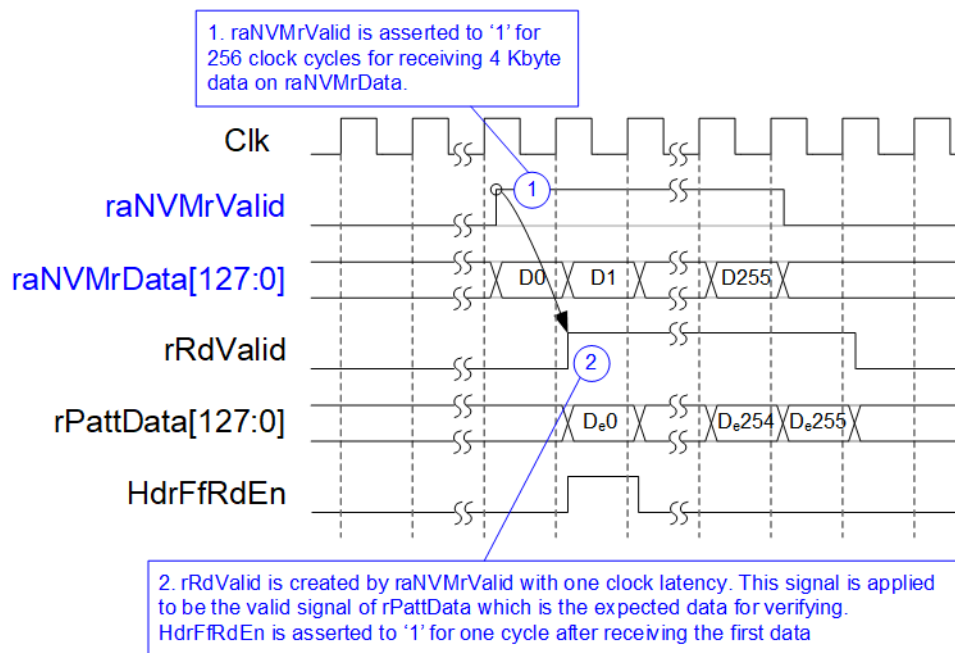 1. raNVMrValid is asserted to ‘1’ for
256 clock cycles for receiving 4 Kbyte
data on raNVMrData.
Clk
raNVMrValid
1
raNVMrData[127:0]
D0
D1
D255
rRdValid
2
rPattData[127:0]
Dₑ0
Dₑ254
Dₑ255
HdrFfRdEn
2. rRdValid is created by raNVMrValid with one clock latency. This signal is applied
to be the valid signal of rPattData which is the expected data for verifying.
HdrFfRdEn is asserted to ‘1’ for one cycle after receiving the first data